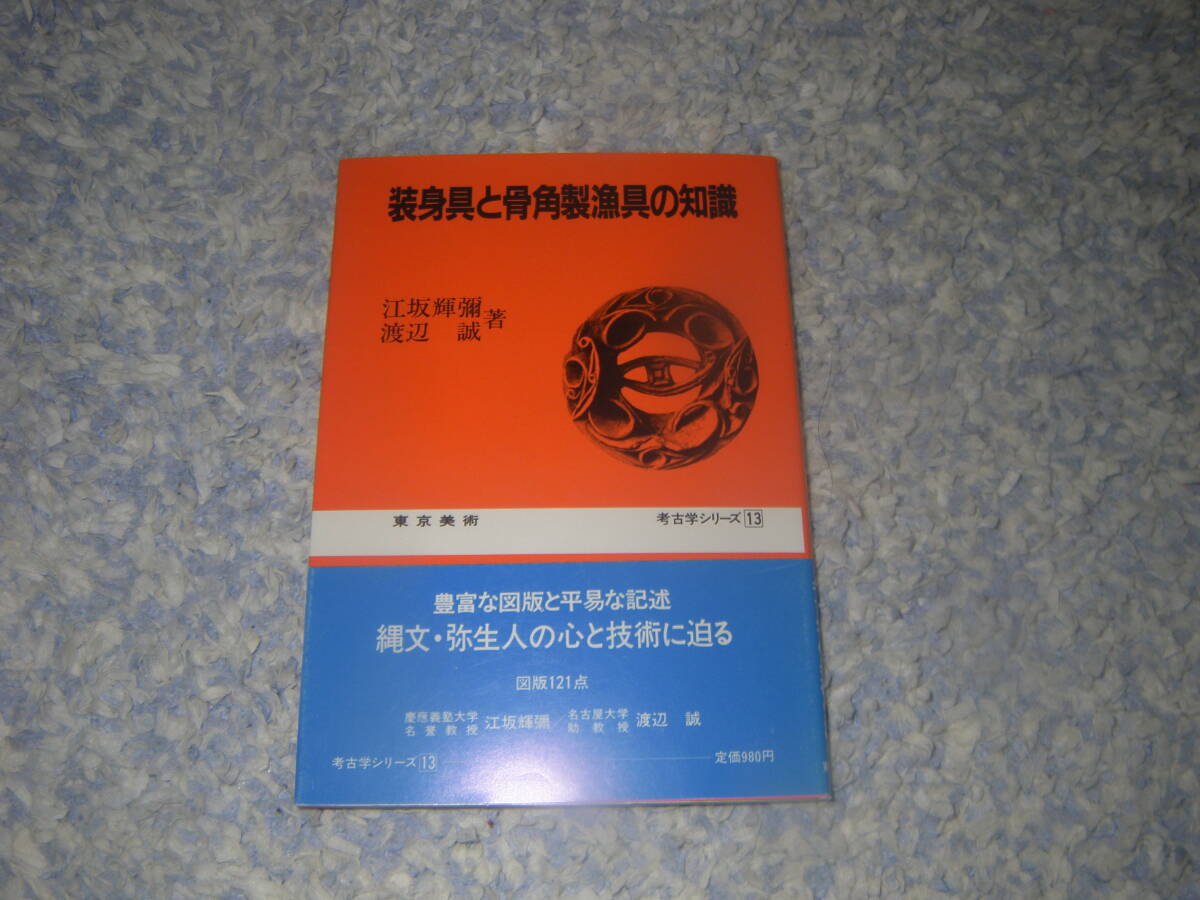 装身具と骨角製漁具の知識
江坂輝彌
渡辺 誠 著
東京美術
考古学シリーズ13
豊富な図版と平易な記述
縄文・弥生人の心と技術に迫る
図版121点
慶應義塾大学 名誉教授 江坂輝彌 名古屋大学 助教授 渡辺 誠
考古学シリーズ13
定価980円